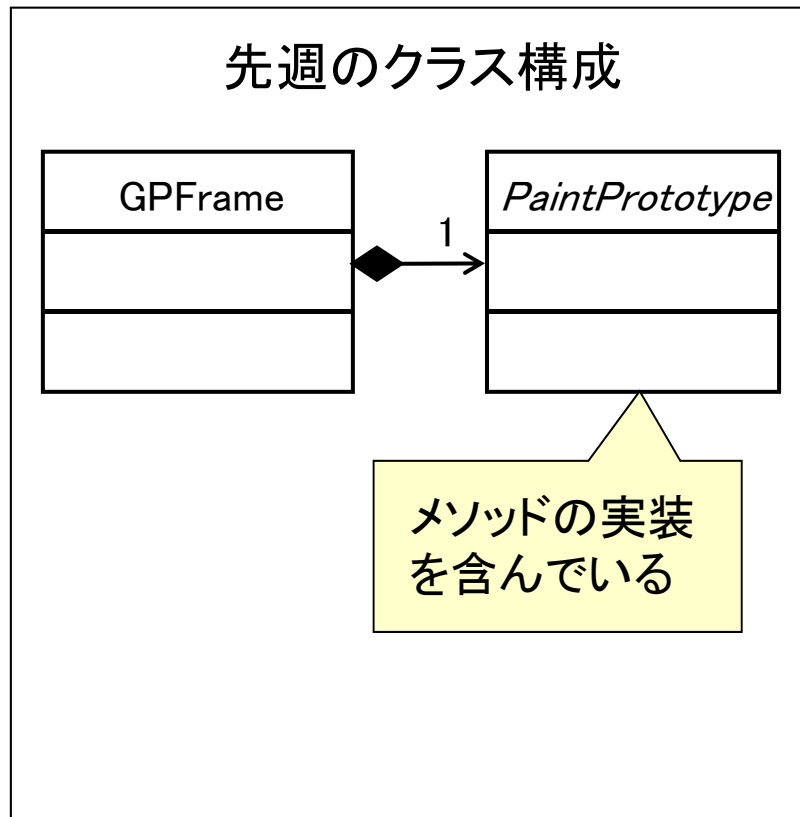 先週のクラス構成
GPFrame
PaintPrototype
1
メソッドの実装
を含んでいる